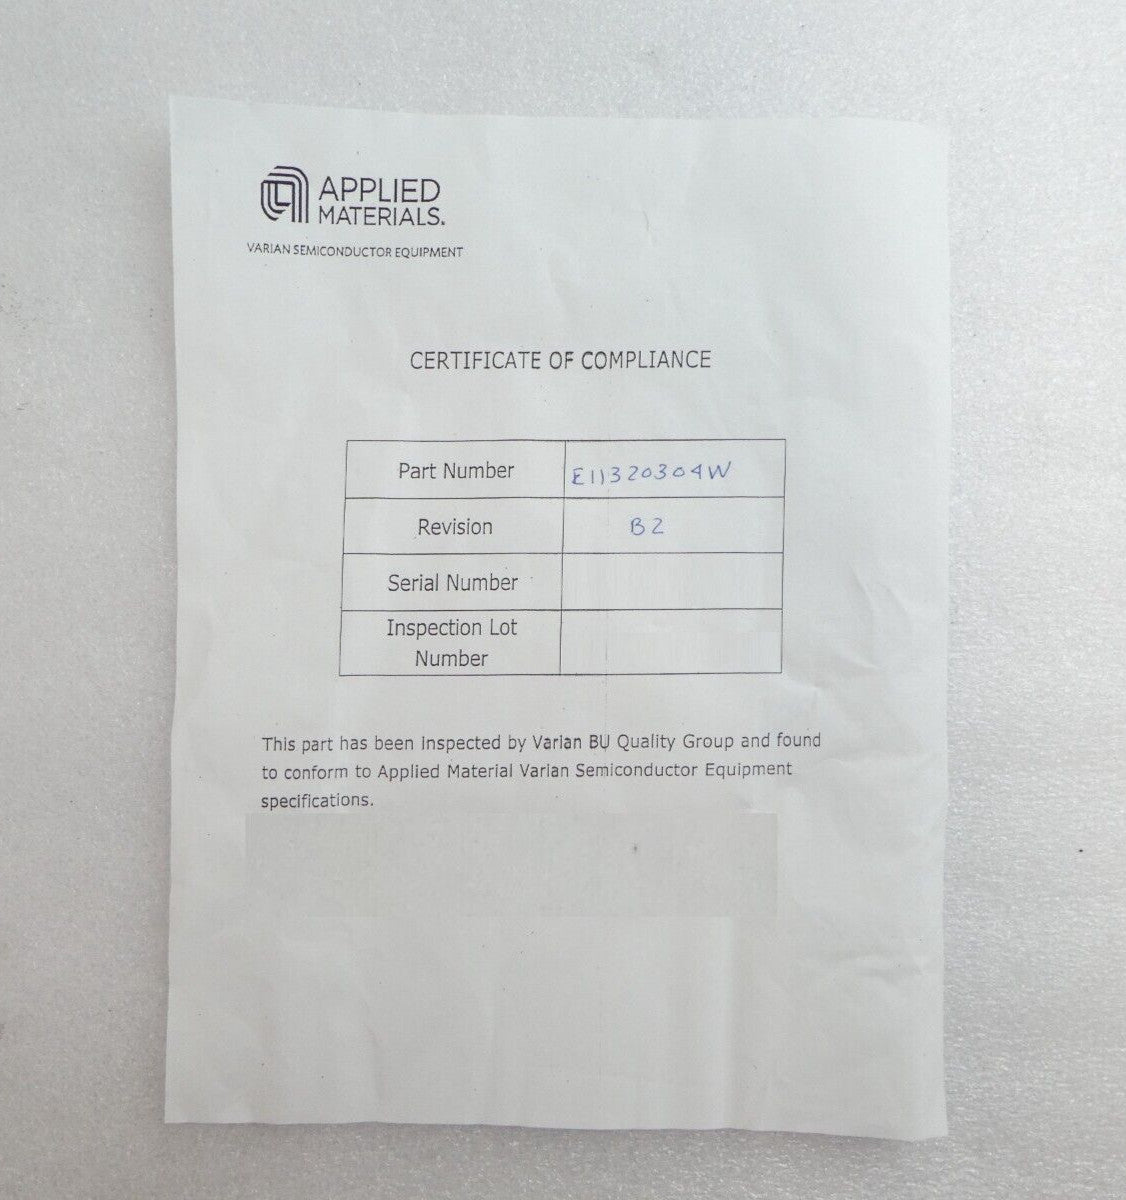 APPLIED
MATERIALS.
VARIAN SEMICONDUCTOR EQUIPMENT
CERTIFICATE OF COMPLIANCE
Part Number E11320304W
Revision B2
Serial Number
Inspection Lot
Number
This part has been inspected by Varian BU Quality Group and found
to conform to Applied Material Varian Semiconductor Equipment
specifications.